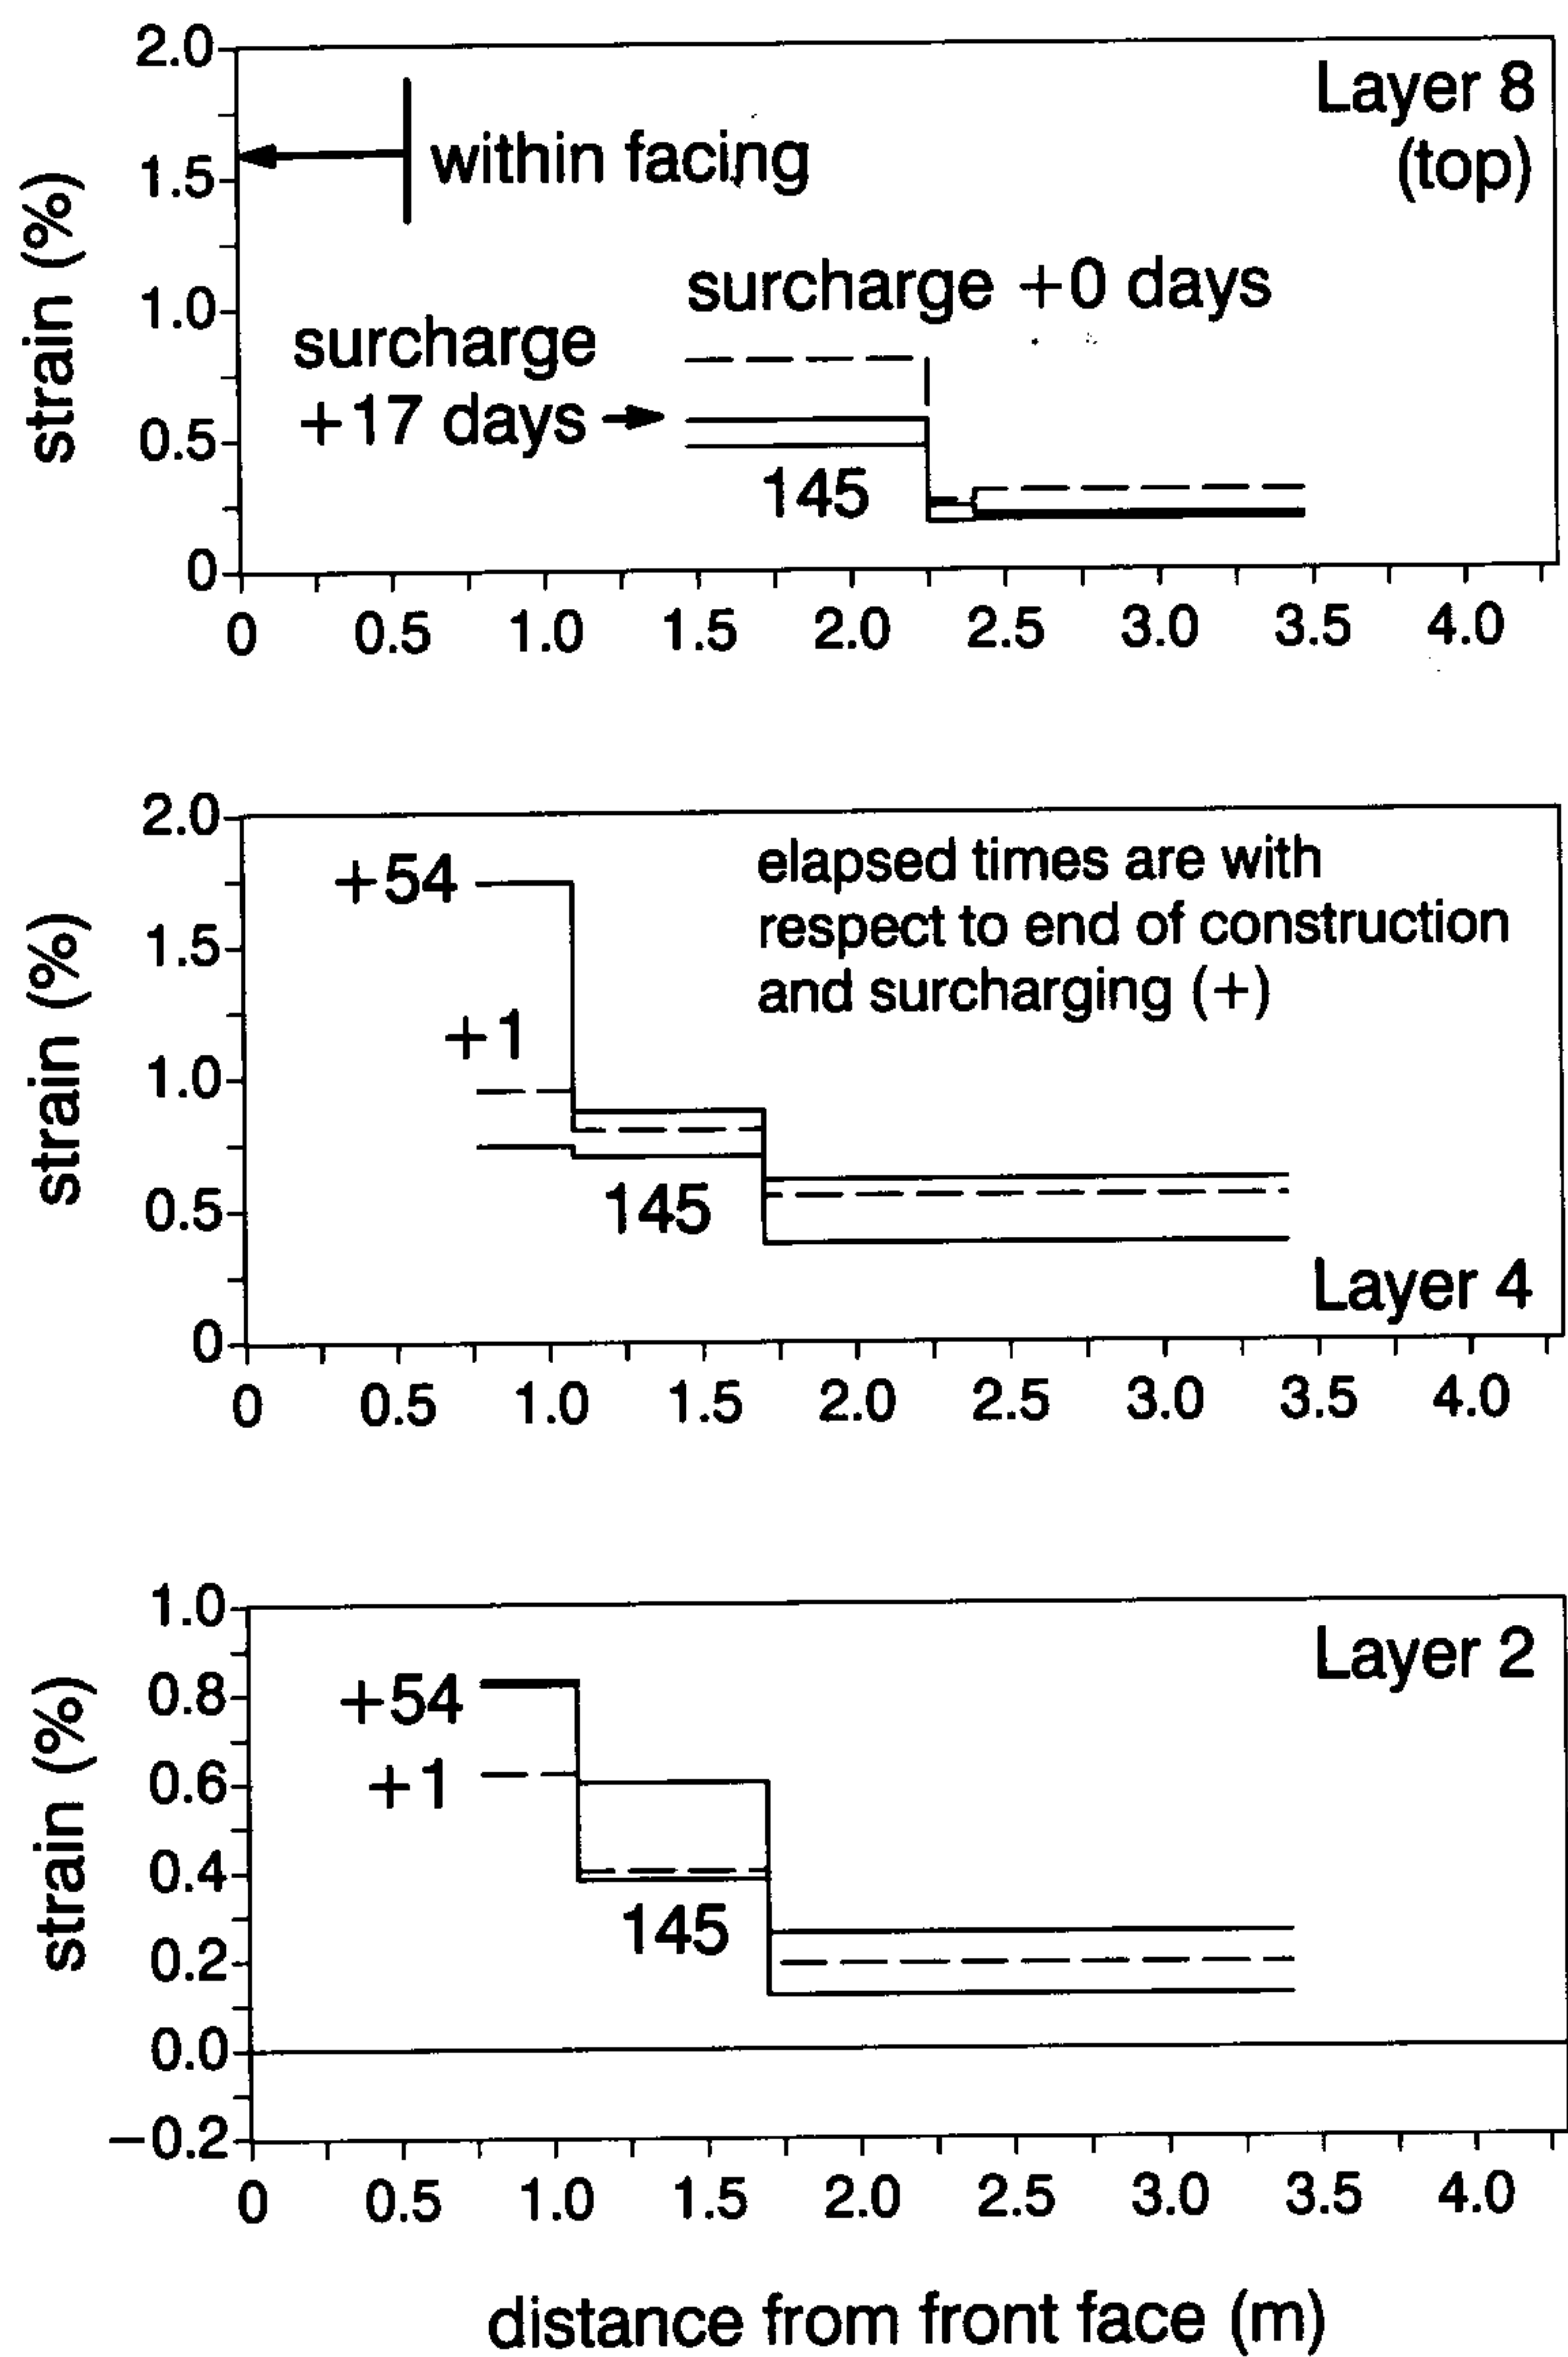 2.0
Layer 8
(top)
1.5
within facing
1.0
surcharge +0 days
surcharge
+17 days
0.5
145
0
0 0.5 1.0 1.5 2.0 2.5 3.0 3.5 4.0
strain (%)
2.0
+54
elapsed times are with
respect to end of construction
and surcharging (+)
1.5
+1
1.0
145
0.5
Layer 4
0
0 0.5 1.0 1.5 2.0 2.5 3.0 3.5 4.0
strain (%)
1.0
Layer 2
+54
0.8
+1
0.6
0.4
145
0.2
0.0
−0.2
0 0.5 1.0 1.5 2.0 2.5 3.0 3.5 4.0
strain (%)
distance from front face (m)